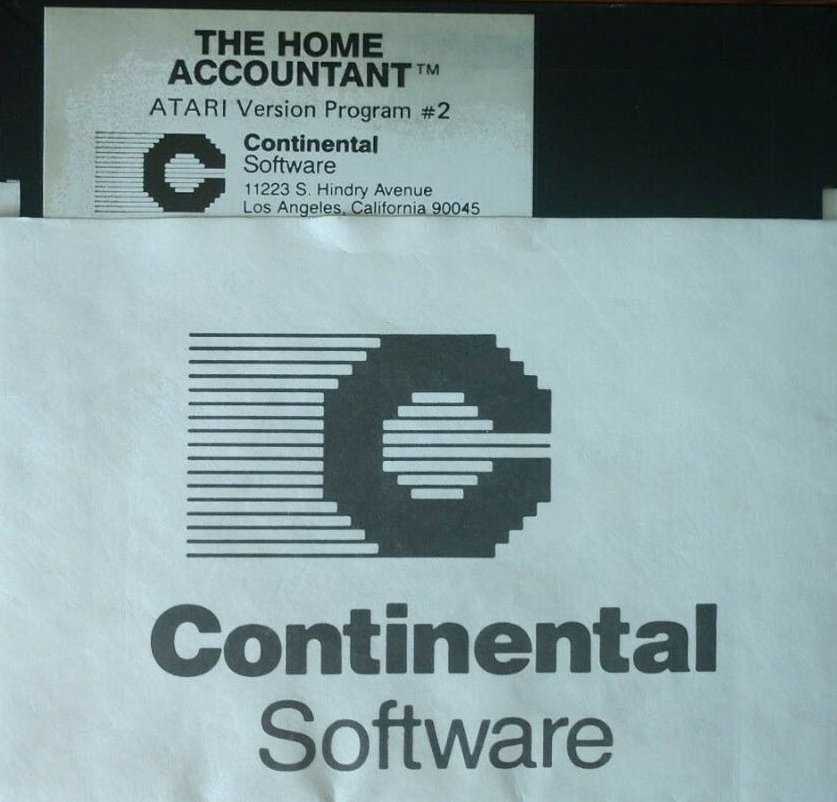 THE HOME
ACCOUNTANT™
ATARI Version Program #2
Continental
Software
11223 S. Hindry Avenue
Los Angeles, California 90045
Continental
Software